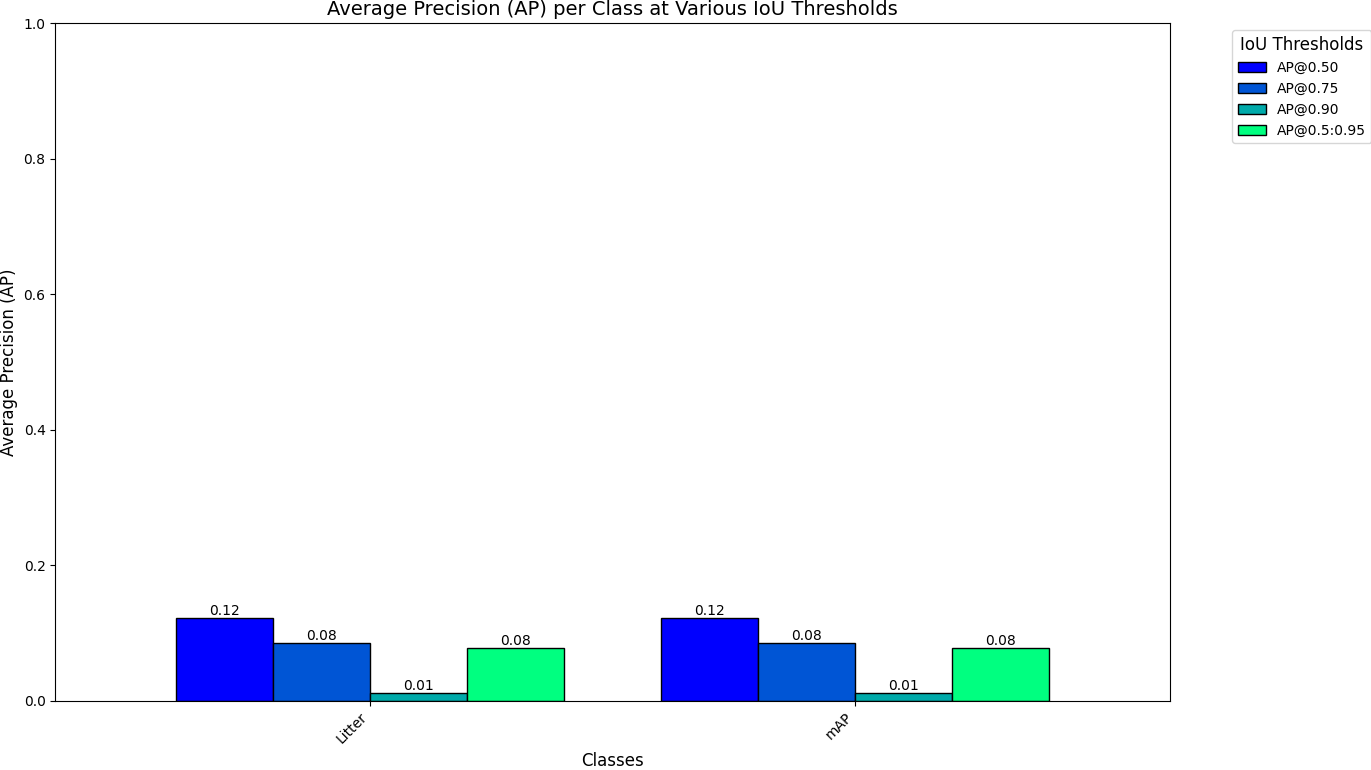 Average Precision (AP) per Class at Various IoU Thresholds
IoU Thresholds
AP@0.50
AP@0.75
AP@0.90
AP@0.5:0.95
Average Precision (AP)
1.0
0.8
0.6
0.4
0.2
0.0
0.12
0.08
0.01
0.08
0.12
0.08
0.01
0.08
Litter
mAP
Classes